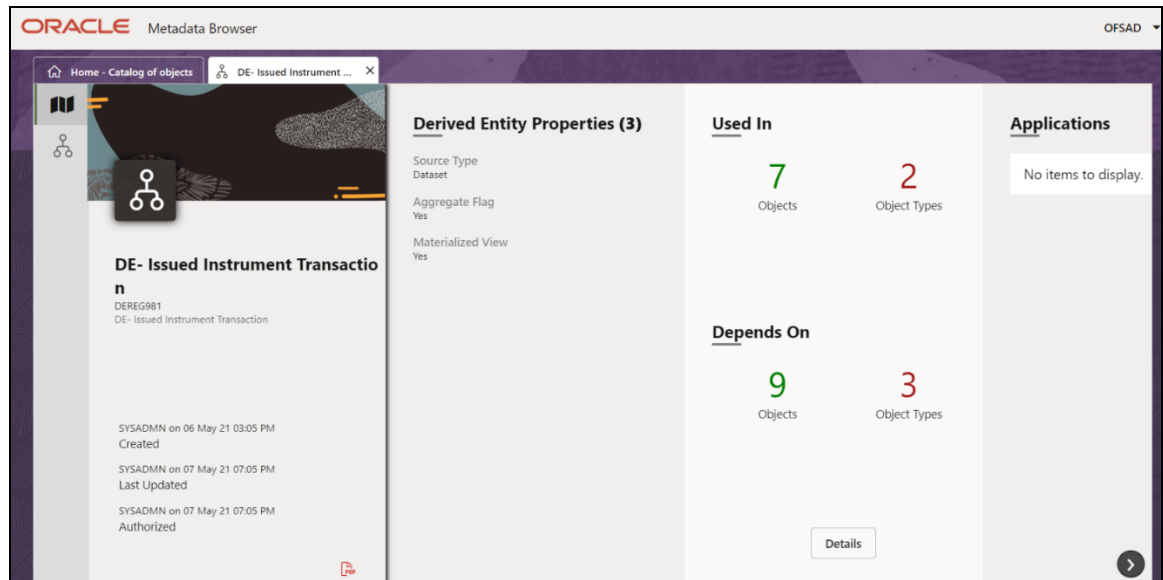 ORACLE Metadata Browser
OFSAD
Home - Catalog of objects
DE- Issued Instrument ...
DE- Issued Instrument Transactio
n
DEREG981
DE- Issued Instrument Transaction
SYSADMN on 06 May 21 03:05 PM
Created
SYSADMN on 07 May 21 07:05 PM
Last Updated
SYSADMN on 07 May 21 07:05 PM
Authorized
PDF
Derived Entity Properties (3)
Source Type
Dataset
Aggregate Flag
Yes
Materialized View
Yes
Used In
7 2
Objects Object Types
Depends On
9 3
Objects Object Types
Details
Applications
No items to display.